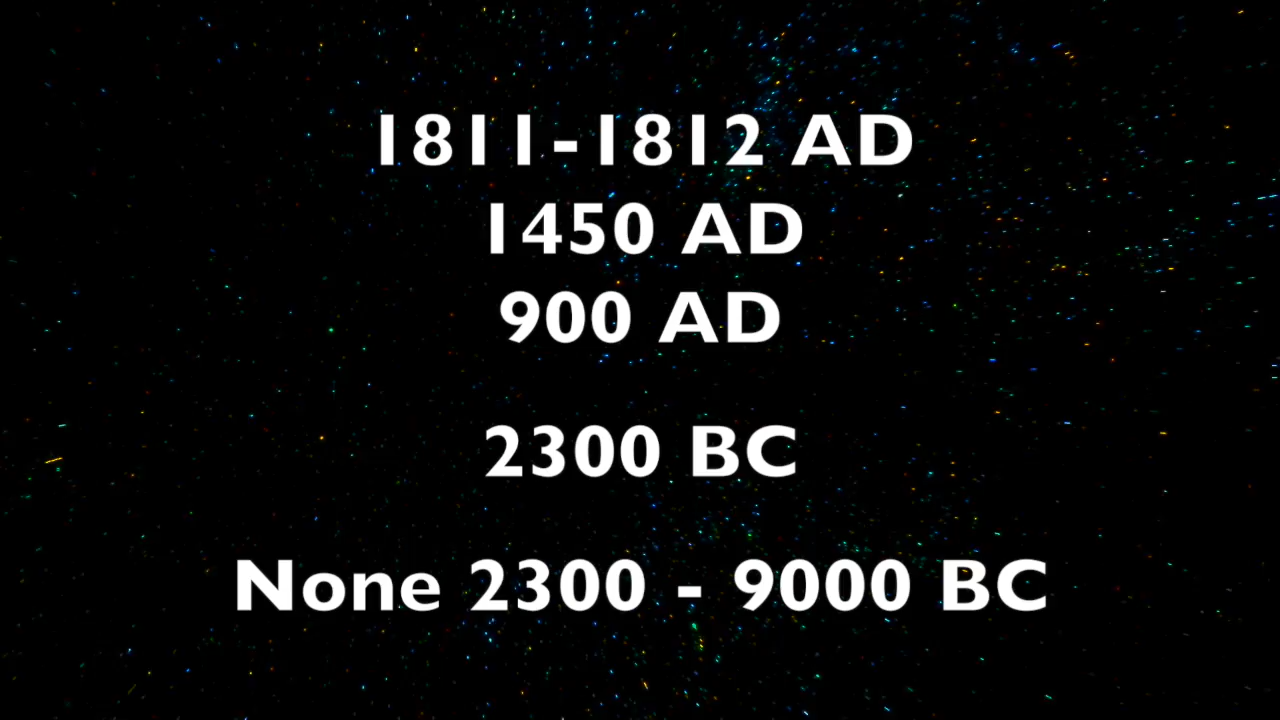 1811-1812 AD
1450 AD
900 AD
2300 BC
None 2300 - 9000 BC